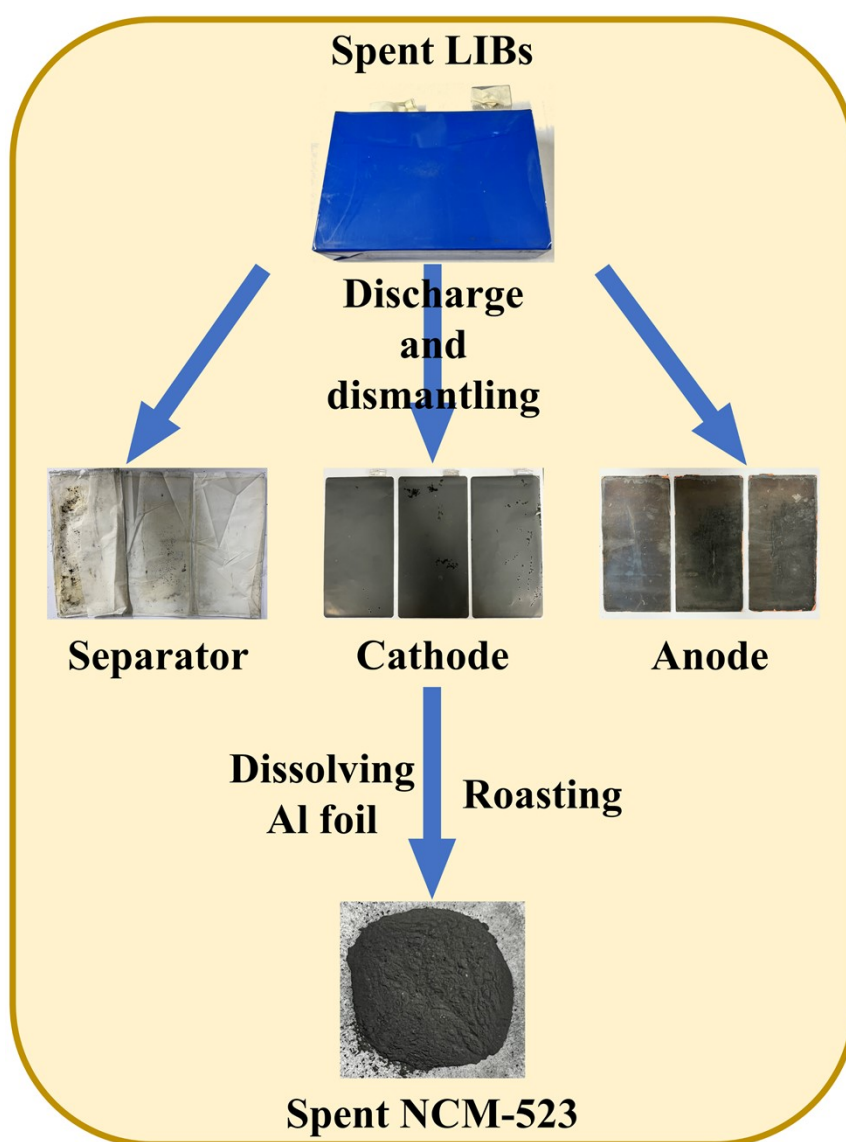 Spent LIBs
Discharge
and
dismantling
Separator
Cathode
Anode
Dissolving
Al foil
Roasting
Spent NCM-523